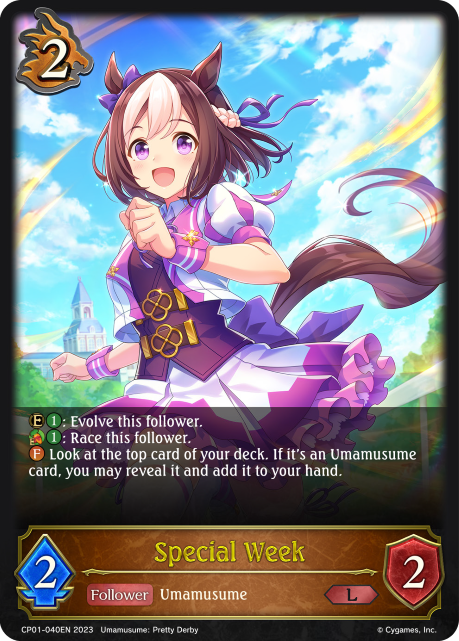 2
E 1: Evolve this follower.
1: Race this follower.
F Look at the top card of your deck. If it's an Umamusume
card, you may reveal it and add it to your hand.
Special Week
2 Follower Umamusume L 2
CP01-040EN 2023 Umamusume: Pretty Derby © Cygames, Inc.